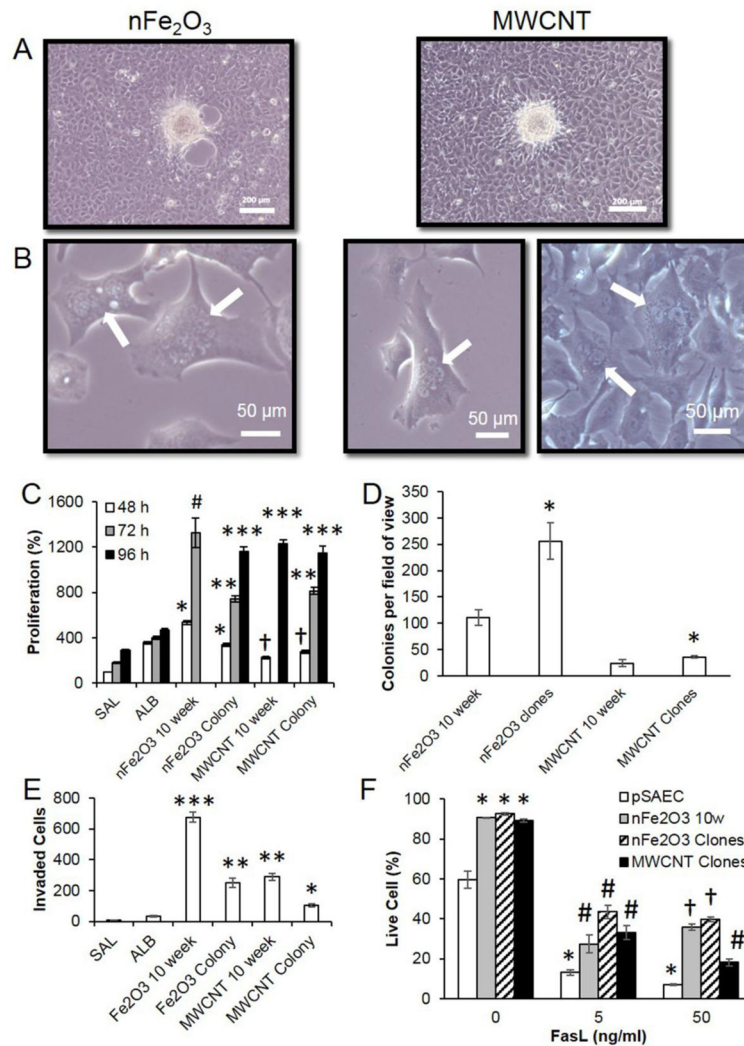 nFe₂O₃ MWCNT
A
200 μm 200 μm
B
50 μm 50 μm 50 μm
C
Proliferation (%)
1600
1200
800
400
0
48 h
72 h
96 h
#
*
*
**
***
†
***
†
**
***
SAL
ALB
nFe2O3 10 week
nFe2O3 Colony
MWCNT 10 week
MWCNT Colony
D
Colonies per field of view
350
300
250
200
150
100
50
0
*
*
nFe2O3 10 week
nFe2O3 clones
MWCNT 10 week
MWCNT Clones
E
Invaded Cells
800
600
400
200
0
***
**
**
*
SAL
ALB
Fe2O3 10 week
Fe2O3 Colony
MWCNT 10 week
MWCNT Colony
F
Live Cell (%)
100
80
60
40
20
0
pSAEC
nFe2O3 10w
nFe2O3 Clones
MWCNT Clones
* * *
* # # #
* † † #
0 5 50
FasL (ng/ml)